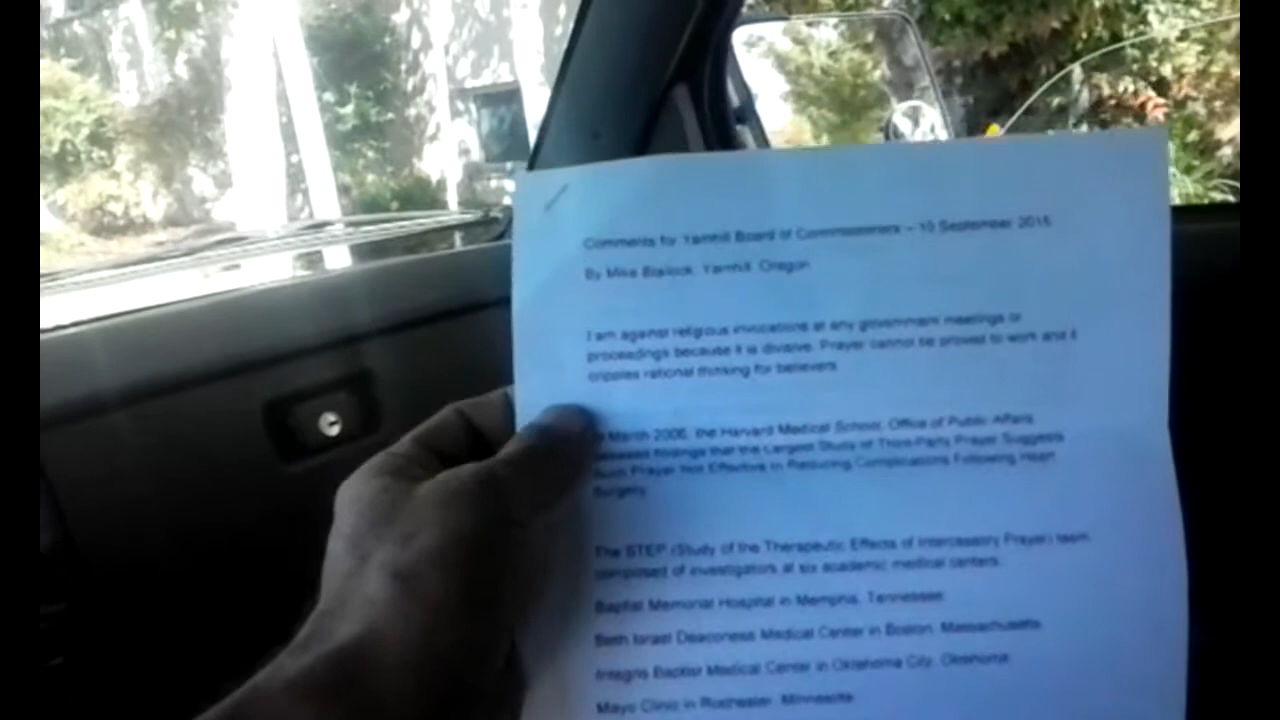 Comments for Yamhill Board of Commissioners – 10 September 2015
By Mike Blalock, Yamhill, Oregon
I am against religious invocations at any government meetings or
proceedings because it is divisive. Prayer cannot be proved to work and it
cripples rational thinking for believers.
March 2006, the Harvard Medical School, Office of Public Affairs
released findings that the Largest Study of Third-Party Prayer Suggests
Such Prayer Not Effective in Reducing Complications Following Heart
Surgery.
The STEP (Study of the Therapeutic Effects of Intercessory Prayer) team
composed of investigators at six academic medical centers:
Baptist Memorial Hospital in Memphis, Tennessee
Beth Israel Deaconess Medical Center in Boston, Massachusetts
Integris Baptist Medical Center in Oklahoma City, Oklahoma
Mayo Clinic in Rochester, Minnesota